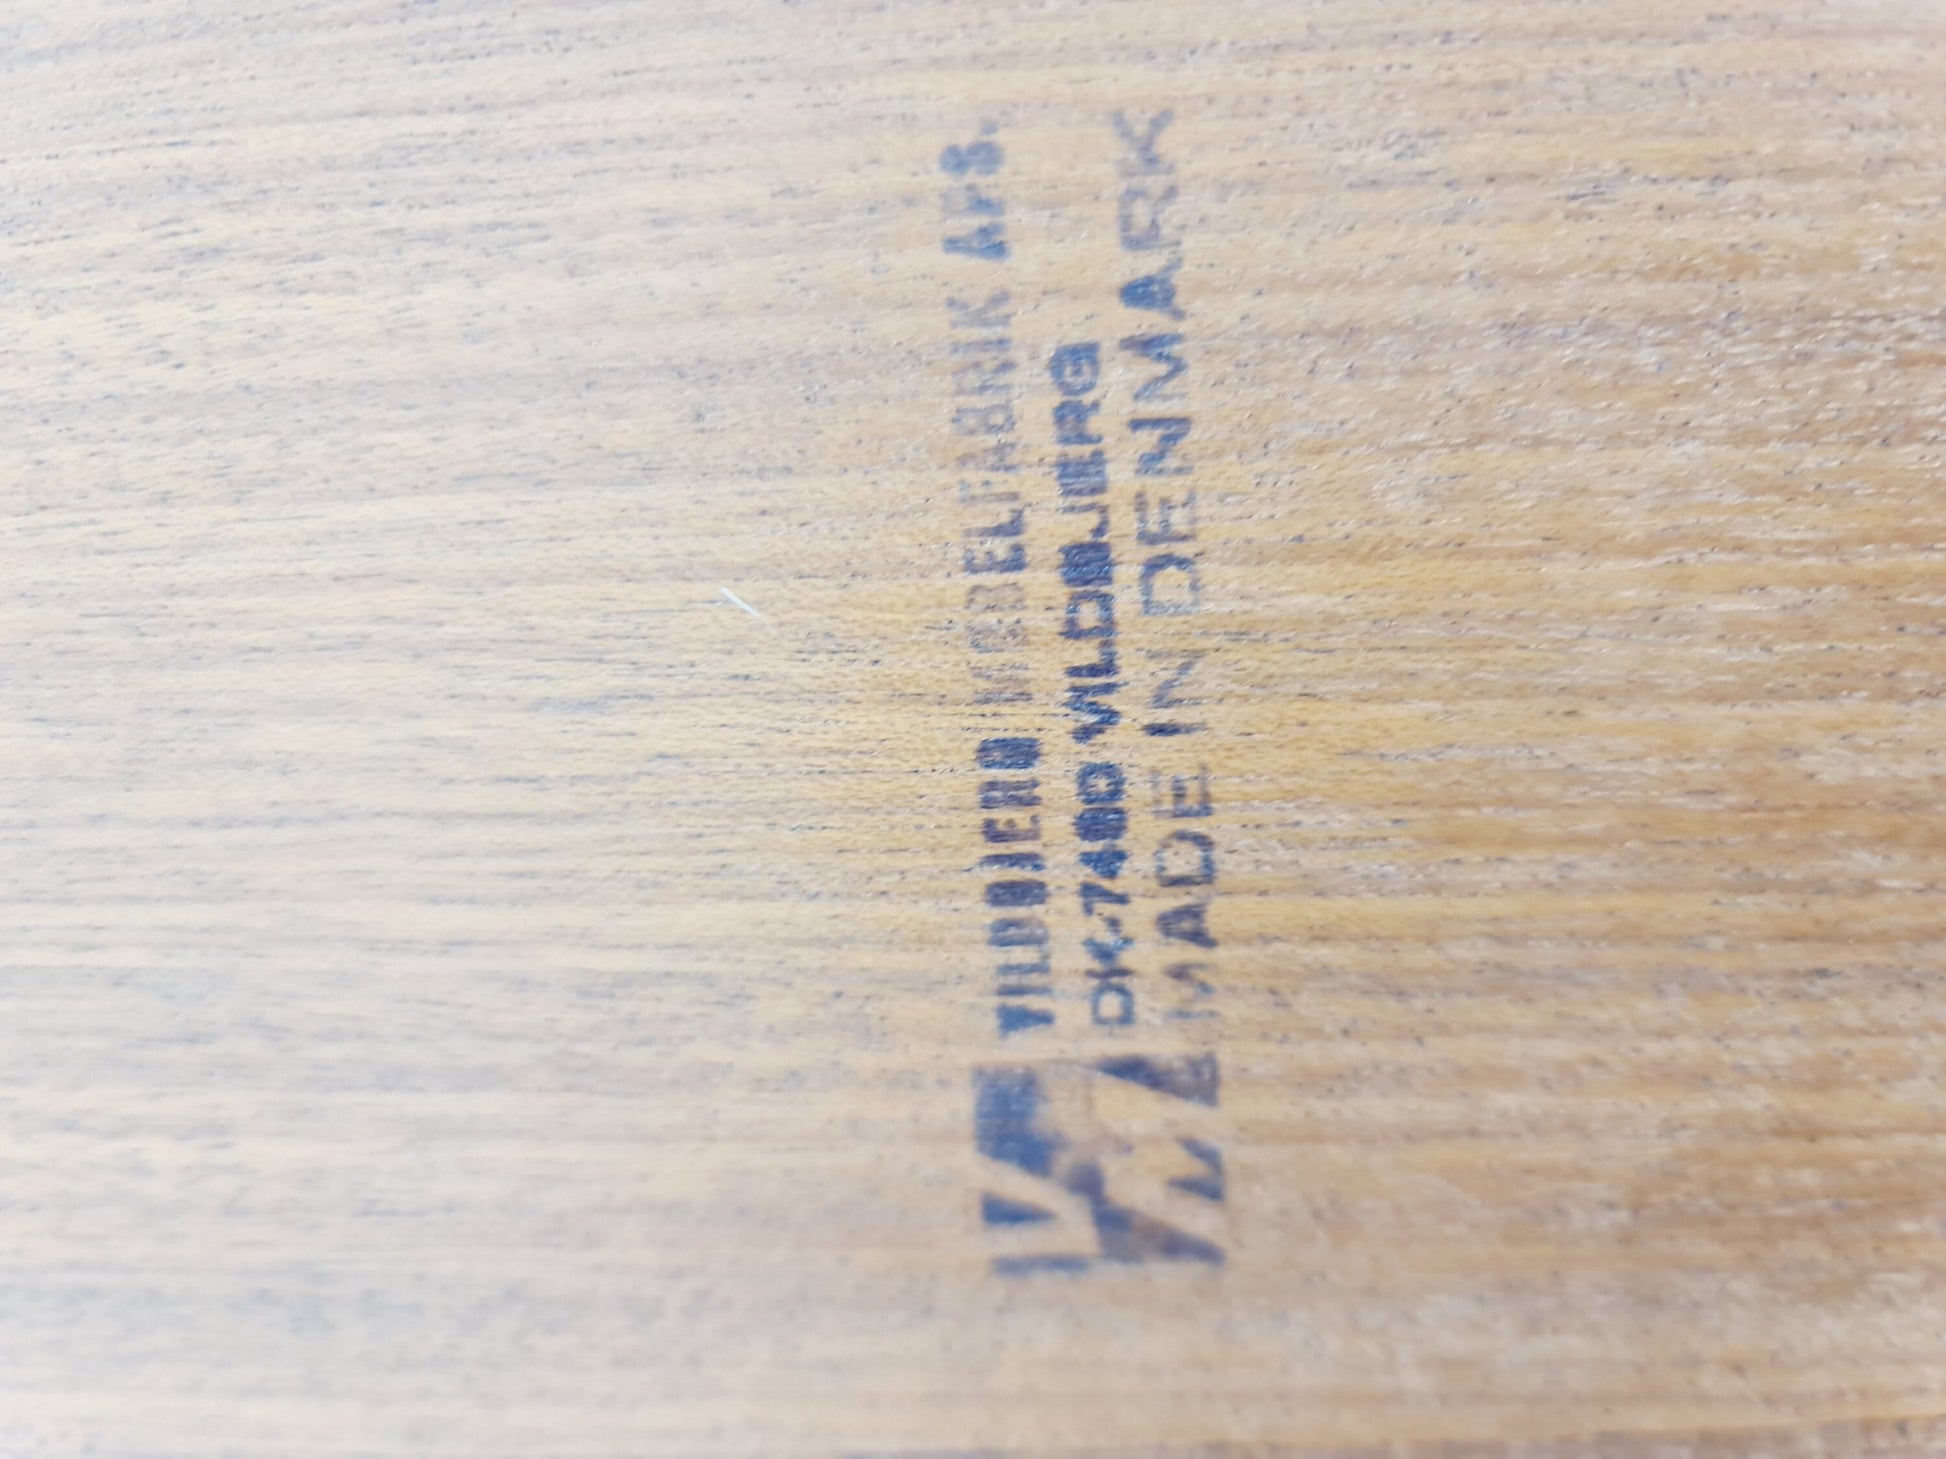 VILDBJERG MØBELFABRIK APS.
DK-7480 VILDBJERG
MADE IN DENMARK